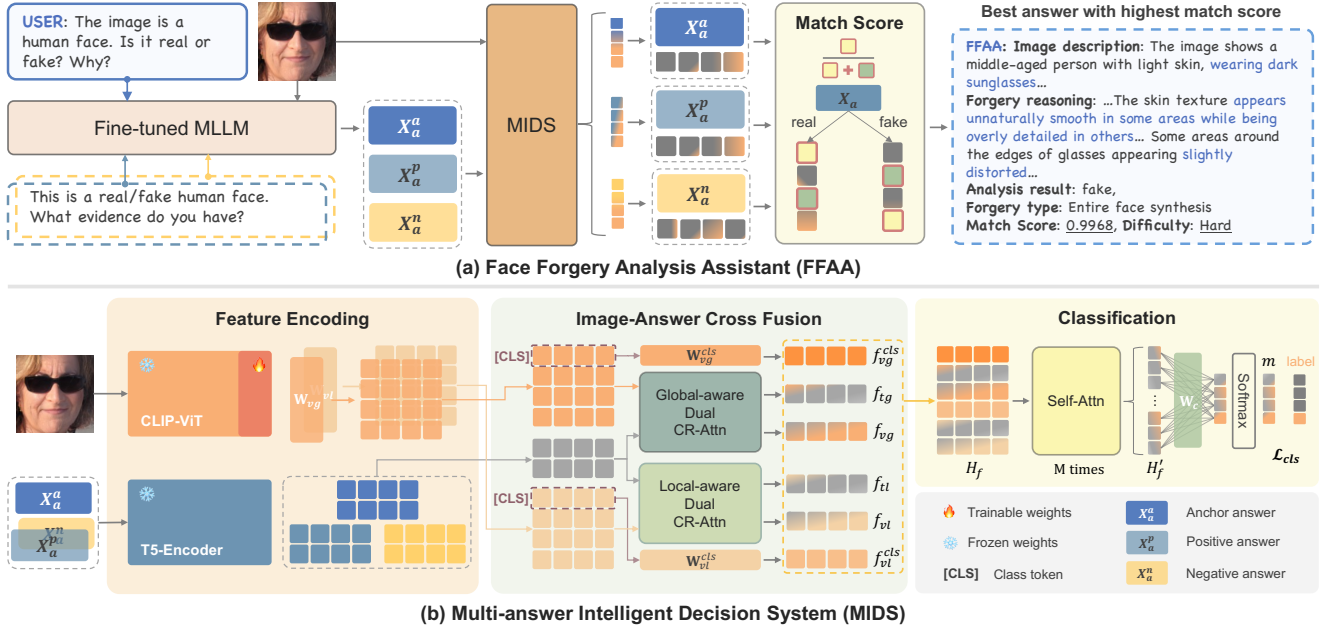 USER: The image is a
human face. Is it real or
fake? Why?
Fine-tuned MLLM
This is a real/fake human face.
What evidence do you have?
X_a^a
X_a^p
X_a^n
MIDS
X_a^a
X_a^p
X_a^n
Match Score
+
X_a
real fake
Best answer with highest match score
FFAA: Image description: The image shows a
middle-aged person with light skin, wearing dark
sunglasses...
Forgery reasoning: ...The skin texture appears
unnaturally smooth in some areas while being
overly detailed in others... Some areas around
the edges of glasses appearing slightly
distorted...
Analysis result: fake,
Forgery type: Entire face synthesis
Match Score: 0.9968, Difficulty: Hard
(a) Face Forgery Analysis Assistant (FFAA)
Feature Encoding
CLIP-ViT
W_vg vl
X_a^a
X_a^n
X_a^p
T5-Encoder
Image-Answer Cross Fusion
[CLS]
W_vg^cls
f_vg^cls
Global-aware
Dual
CR-Attn
f_tg
f_vg
[CLS]
Local-aware
Dual
CR-Attn
f_tl
f_vl
W_vl^cls
f_vl^cls
Classification
H_f
Self-Attn
M times
H_f'
W_c
Softmax
m label
ℒ_cls
Trainable weights
Frozen weights
[CLS] Class token
X_a^a Anchor answer
X_a^p Positive answer
X_a^n Negative answer
(b) Multi-answer Intelligent Decision System (MIDS)